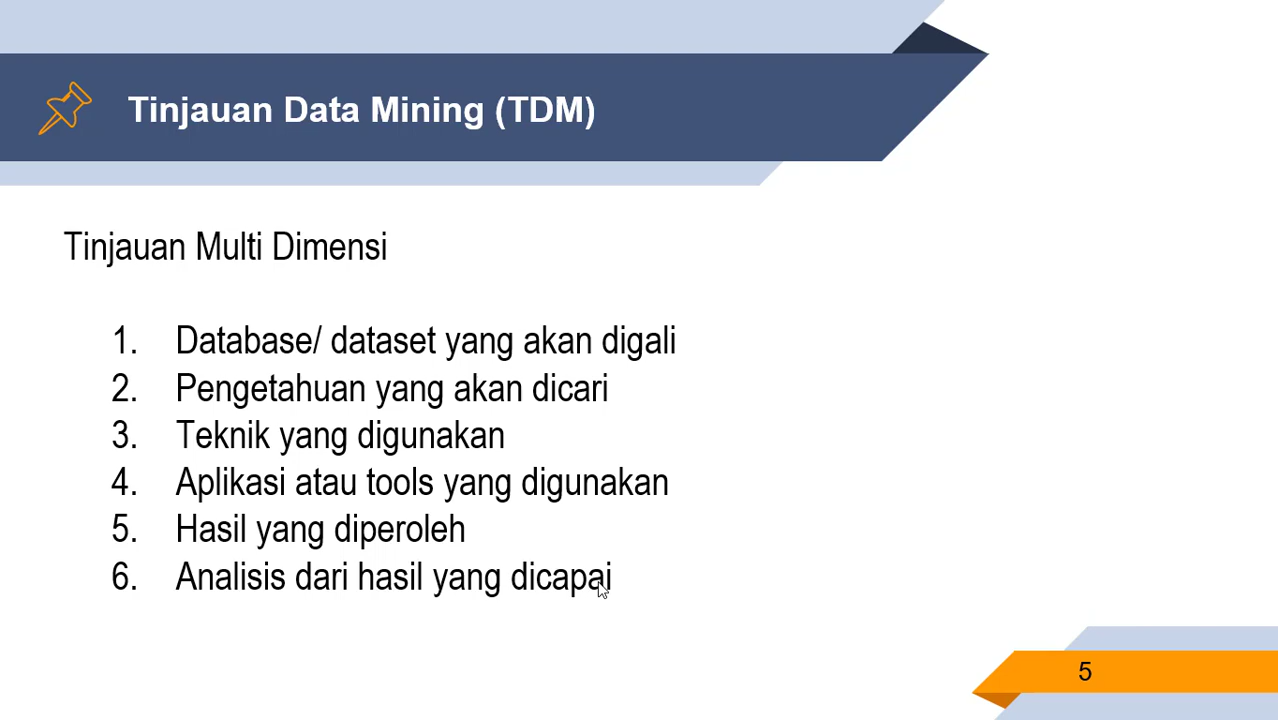 Tinjauan Data Mining (TDM)
Tinjauan Multi Dimensi
1. Database/ dataset yang akan digali
2. Pengetahuan yang akan dicari
3. Teknik yang digunakan
4. Aplikasi atau tools yang digunakan
5. Hasil yang diperoleh
6. Analisis dari hasil yang dicapai
5